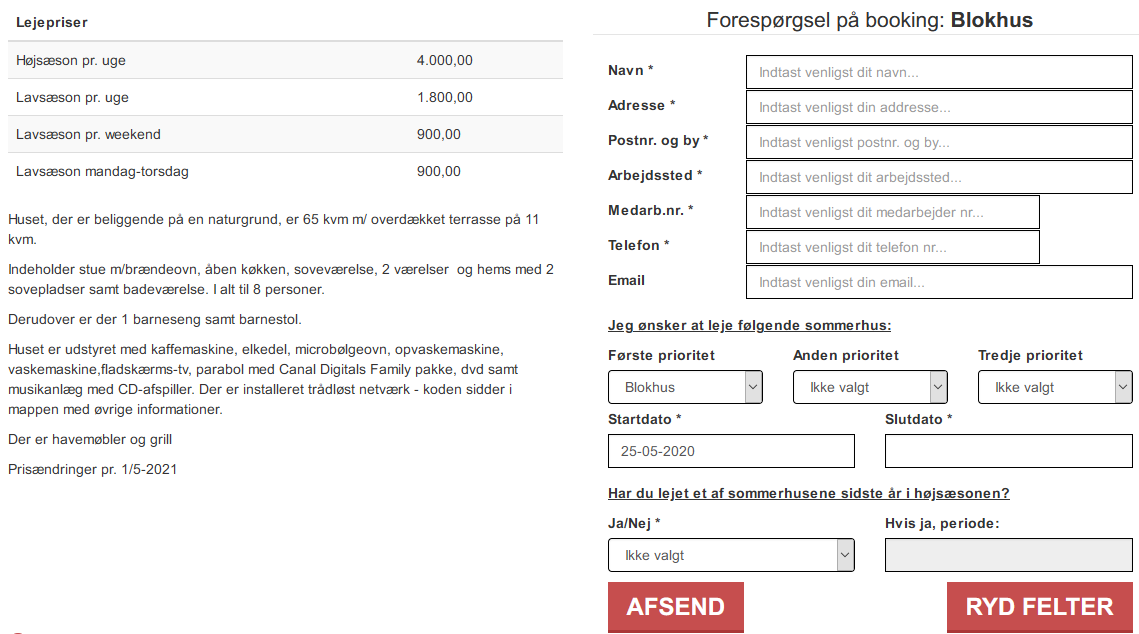 Lejepriser
Højsæson pr. uge 4.000,00
Lavsæson pr. uge 1.800,00
Lavsæson pr. weekend 900,00
Lavsæson mandag-torsdag 900,00
Huset, der er beliggende på en naturgrund, er 65 kvm m/ overdækket terrasse på 11
kvm.
Indeholder stue m/brændeovn, åben køkken, soveværelse, 2 værelser og hems med 2
sovepladser samt badeværelse. I alt til 8 personer.
Derudover er der 1 barneseng samt barnestol.
Huset er udstyret med kaffemaskine, elkedel, microbølgeovn, opvaskemaskine,
vaskemaskine,fladskærms-tv, parabol med Canal Digitals Family pakke, dvd samt
musikanlæg med CD-afspiller. Der er installeret trådløst netværk - koden sidder i
mappen med øvrige informationer.
Der er havemøbler og grill
Prisændringer pr. 1/5-2021
Forespørgsel på booking: Blokhus
Navn * Indtast venligst dit navn...
Adresse * Indtast venligst din addresse...
Postnr. og by * Indtast venligst postnr. og by...
Arbejdssted * Indtast venligst dit arbejdssted...
Medarb.nr. * Indtast venligst dit medarbejder nr...
Telefon * Indtast venligst dit telefon nr...
Email Indtast venligst din email...
Jeg ønsker at leje følgende sommerhus:
Første prioritet Anden prioritet Tredje prioritet
Blokhus Ikke valgt Ikke valgt
Startdato * Slutdato *
25-05-2020
Har du lejet et af sommerhusene sidste år i højsæsonen?
Ja/Nej * Hvis ja, periode:
Ikke valgt
AFSEND RYD FELTER